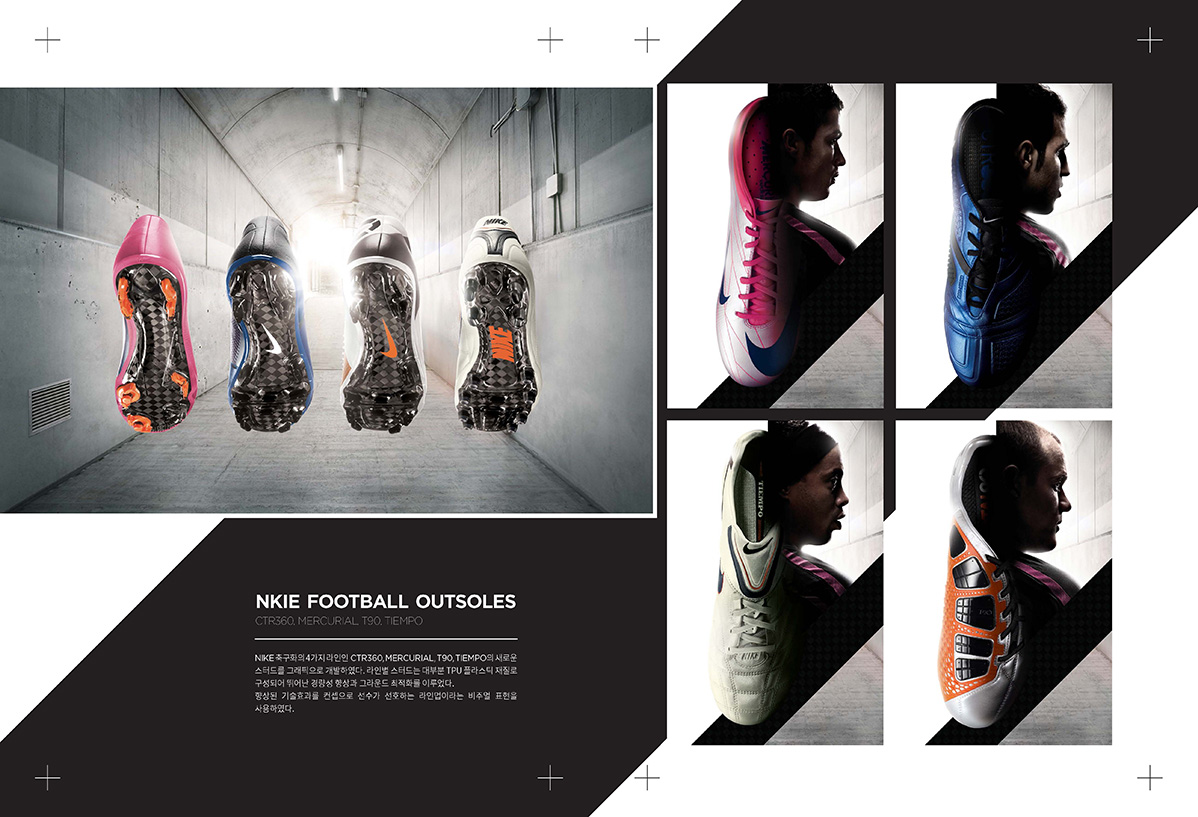 NIKE
NIKE
TIEMPO
NIKE
NKIE FOOTBALL OUTSOLES
CTR360, MERCURIAL, T90, TIEMPO
NIKE 축구화의 4가지 라인인 CTR360, MERCURIAL, T90, TIEMPO의 새로운
스터드를 그래픽으로 개발하였다. 라인별 스터드는 대부분 TPU 플라스틱 재질로
구성되어 뛰어난 경량성 향상과 그라운드 최적화를 이루었다.
향상된 기술효과를 컨셉으로 선수가 선호하는 라인업이라는 비주얼 표현을
사용하였다.